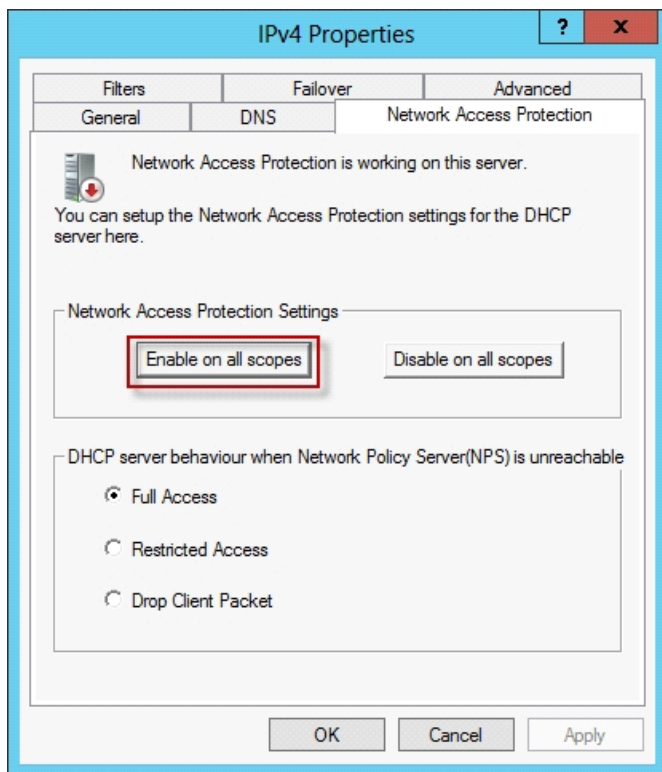 IPv4 Properties
?
x
Filters
Failover
Advanced
General
DNS
Network Access Protection
Network Access Protection is working on this server.
You can setup the Network Access Protection settings for the DHCP
server here.
Network Access Protection Settings
Enable on all scopes
Disable on all scopes
DHCP server behaviour when Network Policy Server(NPS) is unreachable
Full Access
Restricted Access
Drop Client Packet
OK
Cancel
Apply